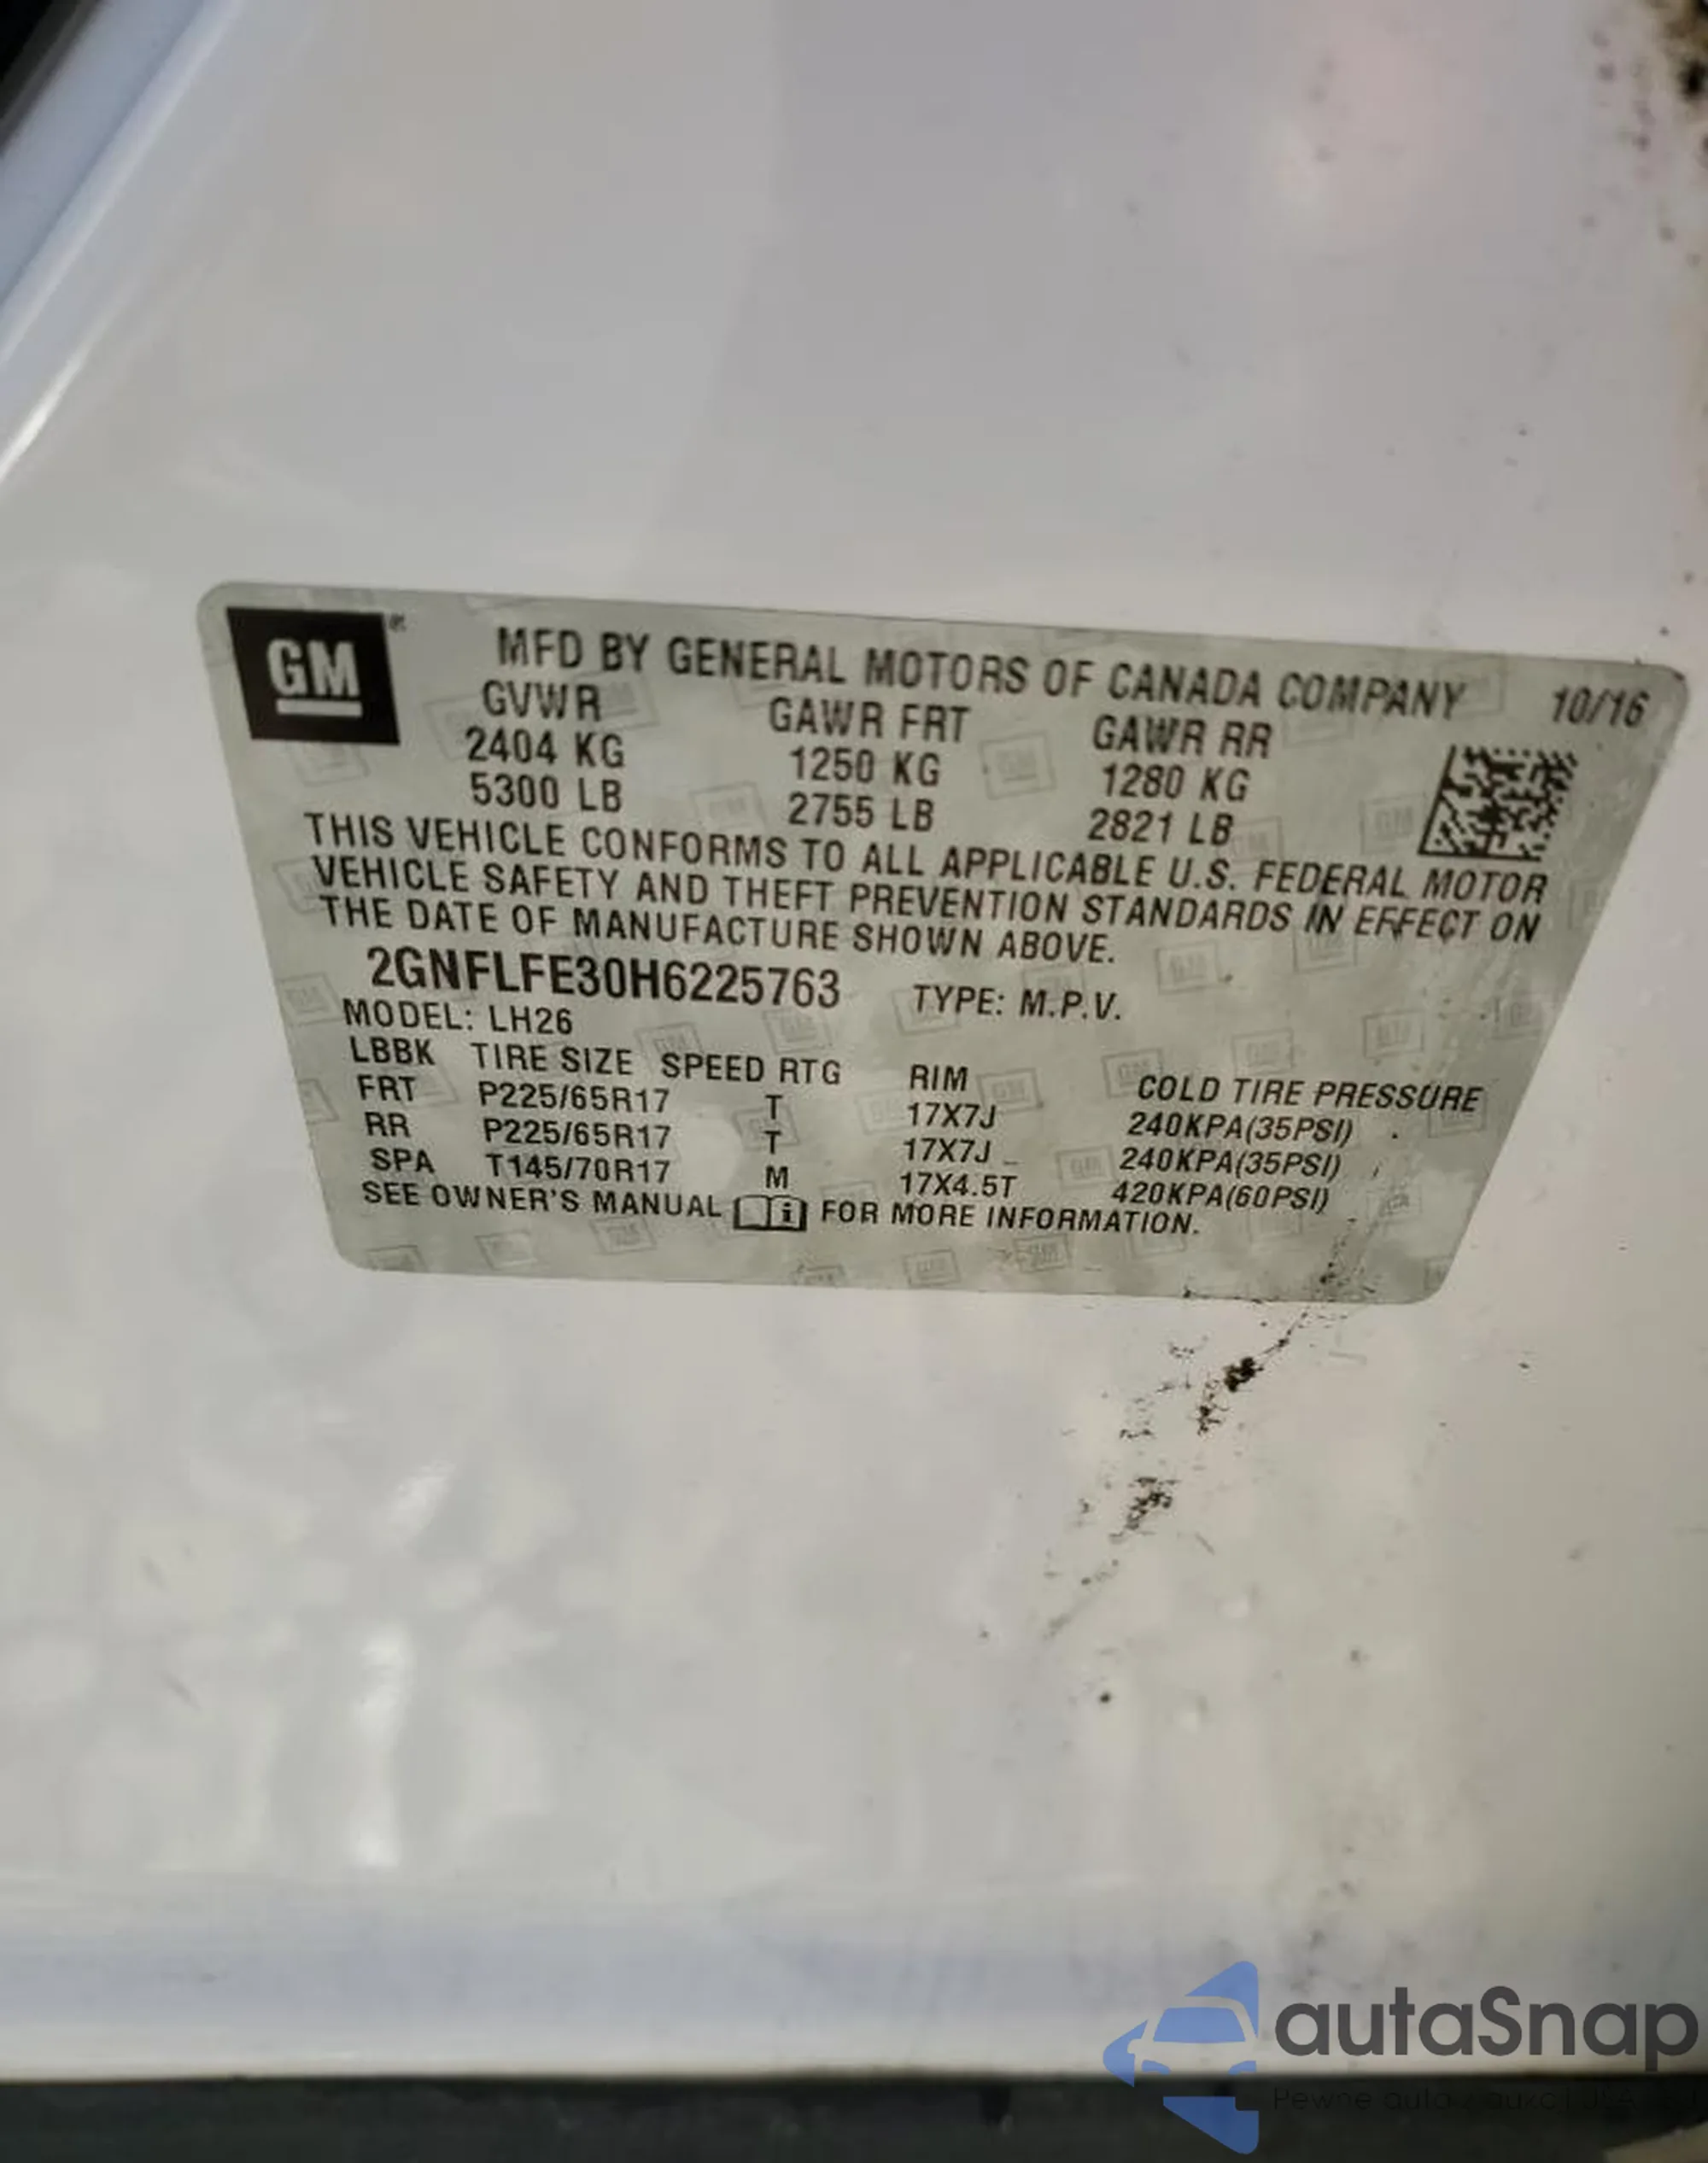 GM
MFD BY GENERAL MOTORS OF CANADA COMPANY 10/16
GVWR GAWR FRT GAWR RR
2404 KG 1250 KG 1280 KG
5300 LB 2755 LB 2821 LB
THIS VEHICLE CONFORMS TO ALL APPLICABLE U.S. FEDERAL MOTOR
VEHICLE SAFETY AND THEFT PREVENTION STANDARDS IN EFFECT ON
THE DATE OF MANUFACTURE SHOWN ABOVE.
2GNFLFE30H6225763 TYPE: M.P.V.
MODEL: LH26
LBBK TIRE SIZE SPEED RTG RIM COLD TIRE PRESSURE
FRT P225/65R17 T 17X7J 240KPA(35PSI)
RR P225/65R17 T 17X7J 240KPA(35PSI)
SPA T145/70R17 M 17X4.5T 420KPA(60PSI)
SEE OWNER'S MANUAL FOR MORE INFORMATION.
autaSnap
Pewne auta z aukcji USA